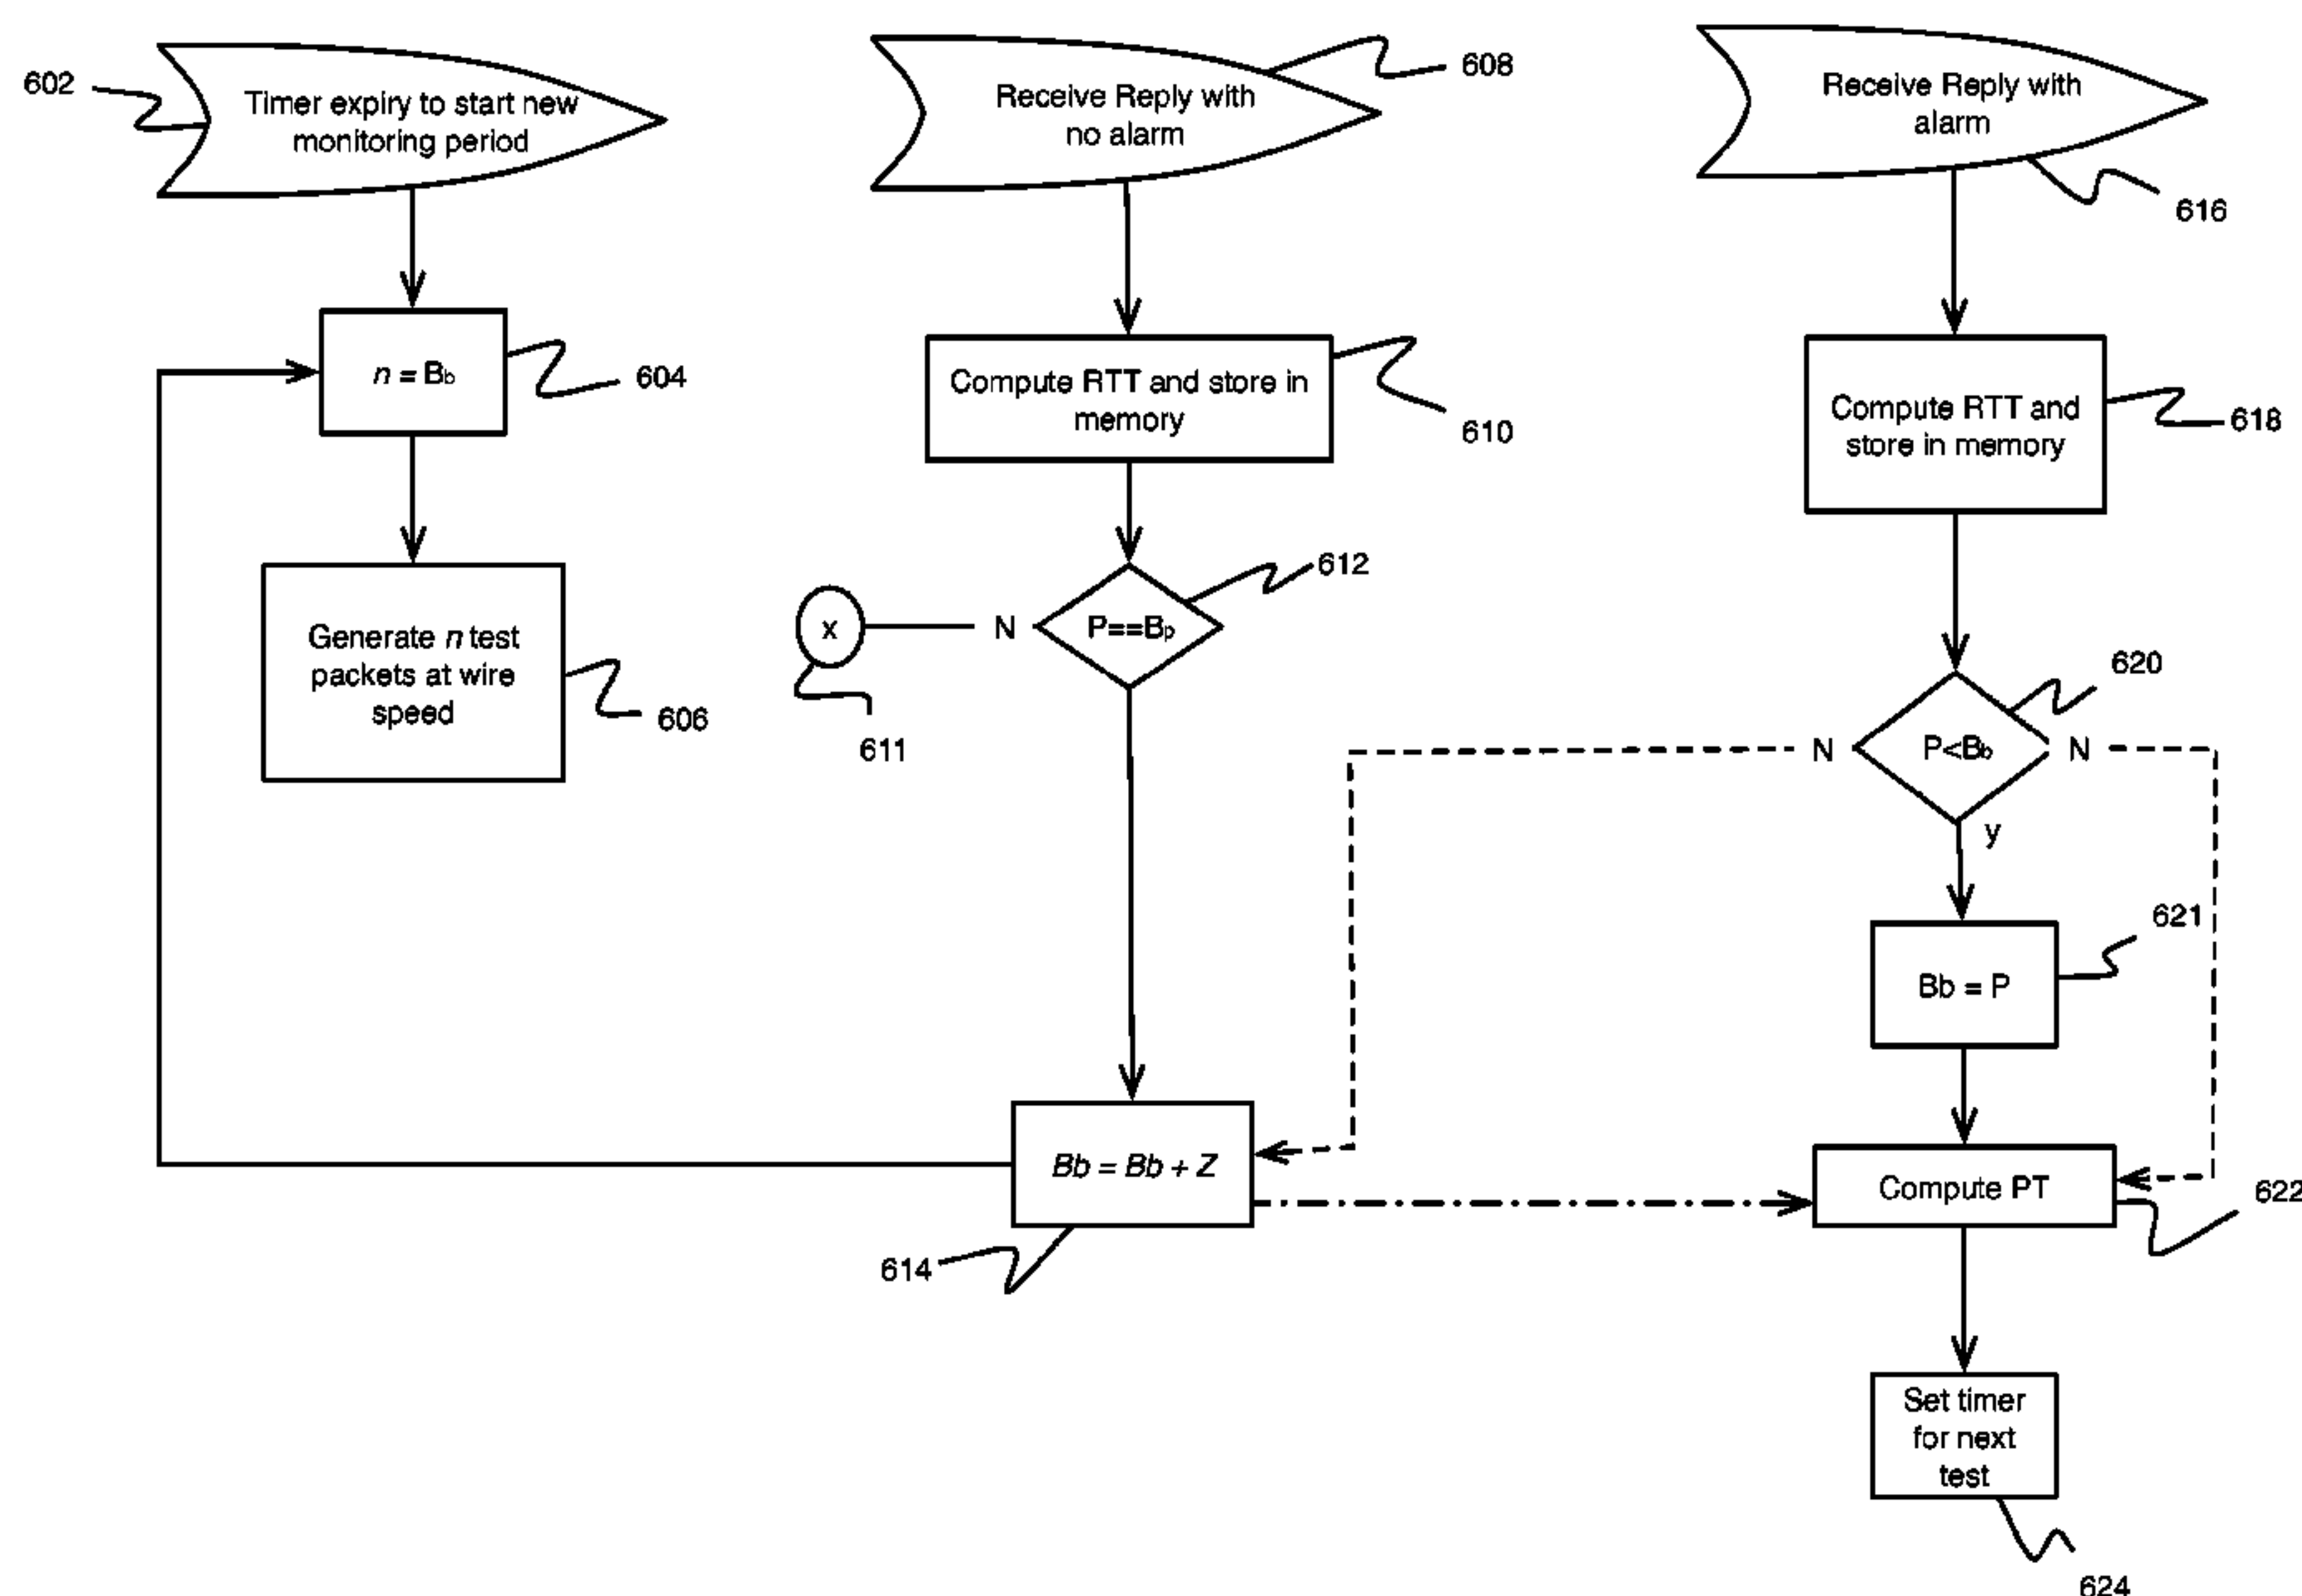 602
Timer expiry to start new
monitoring period
n = Bb
604
Generate n test
packets at wire
speed
606
Receive Reply with
no alarm
608
Compute RTT and store in
memory
610
612
P==Bp
N
x
611
Bb = Bb + Z
614
Receive Reply with
alarm
616
Compute RTT and
store in memory
618
620
N
P<Bb
N
y
621
Bb = P
Compute PT
622
Set timer
for next
test
624